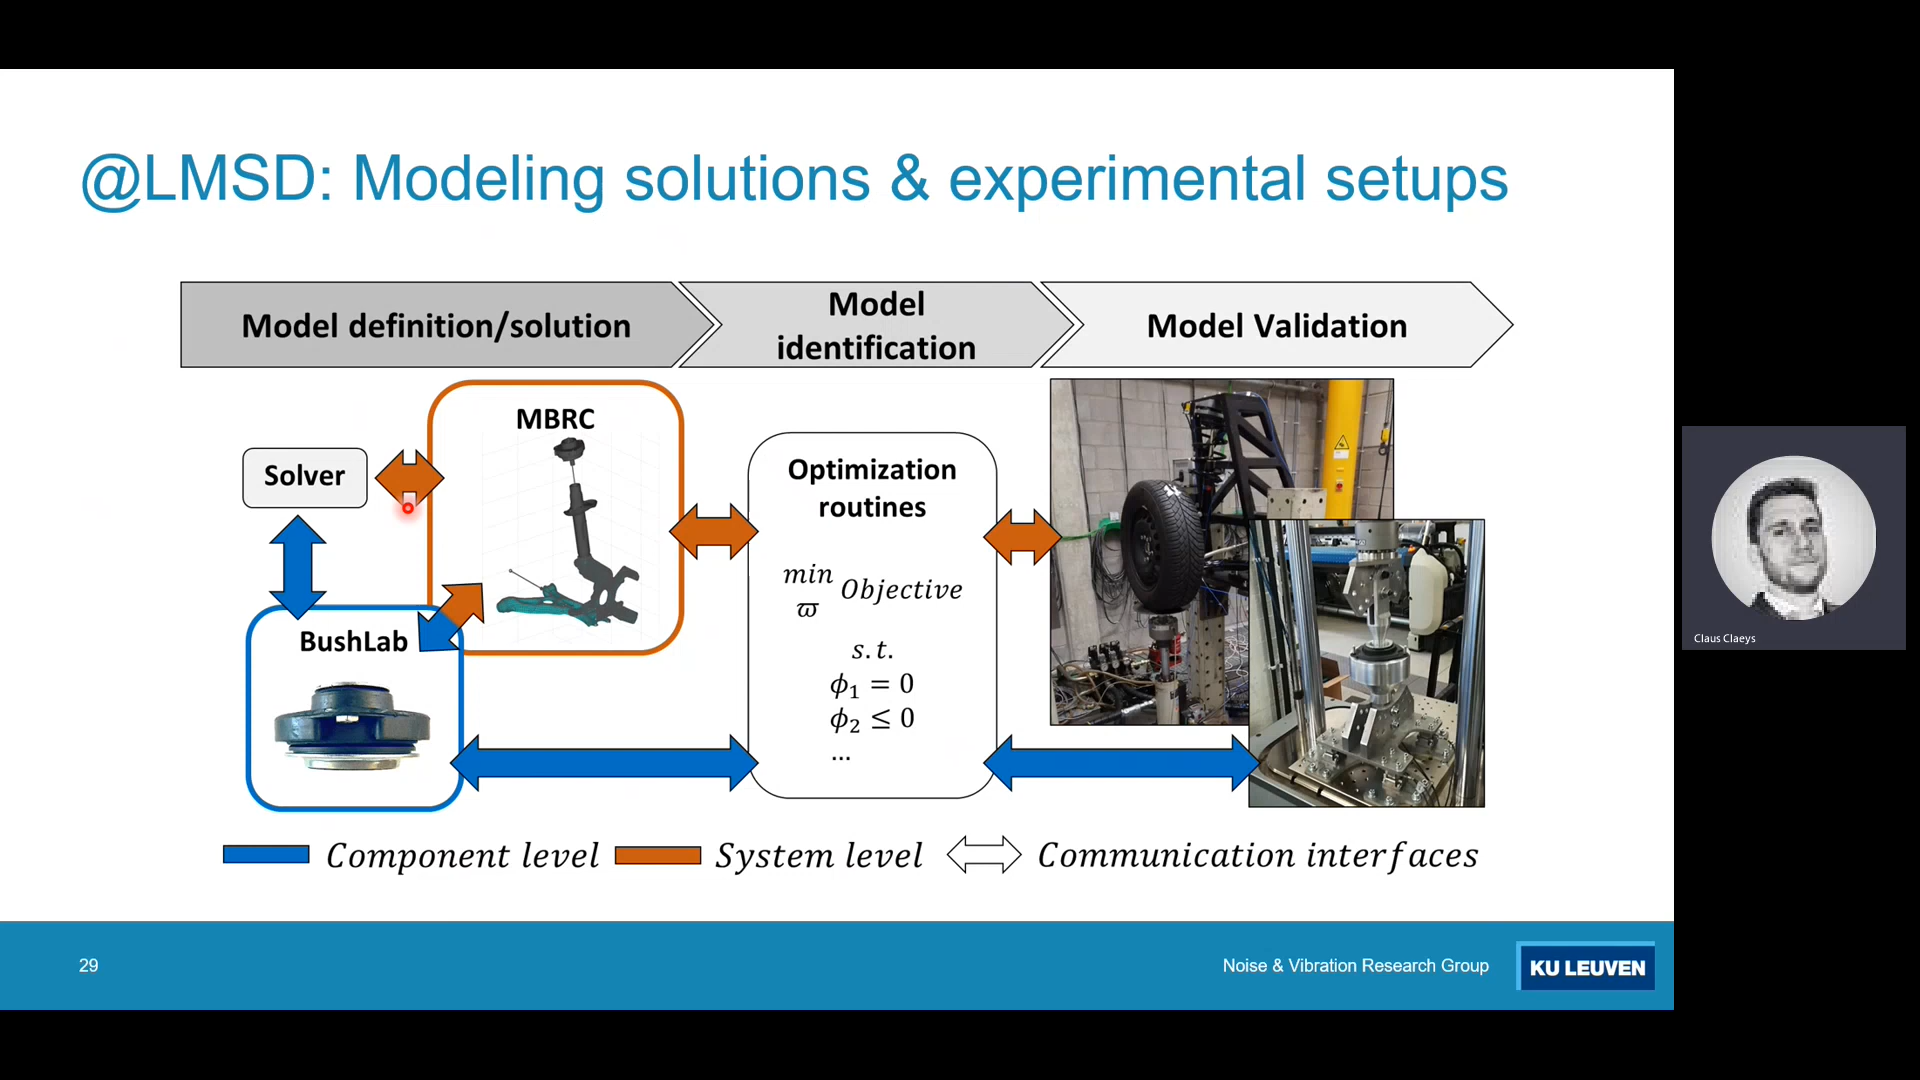 @LMSD: Modeling solutions & experimental setups
Model definition/solution
Model
identification
Model Validation
MBRC
Solver
BushLab
Optimization
routines
min
ϖ
Objective
s.t.
ϕ1 = 0
ϕ2 ≤ 0
...
Component level
System level
Communication interfaces
29
Noise & Vibration Research Group
KU LEUVEN
Claus Claeys